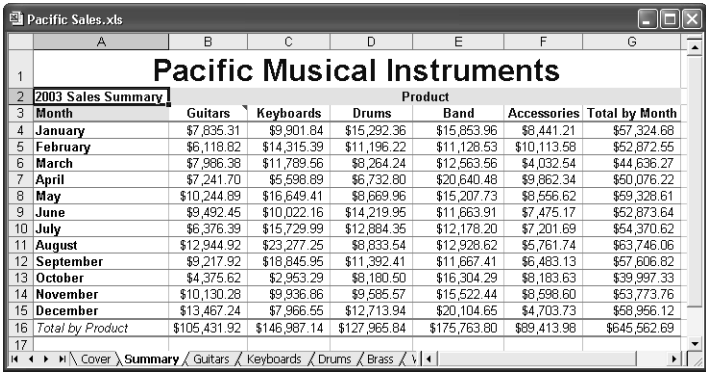 Pacific Sales.xls
A B C D E F G
1 Pacific Musical Instruments
2 2003 Sales Summary Product
3 Month Guitars Keyboards Drums Band Accessories Total by Month
4 January $7,835.31 $9,901.84 $15,292.36 $15,853.96 $8,441.21 $57,324.68
5 February $6,118.82 $14,315.39 $11,196.22 $11,128.53 $10,113.58 $52,872.55
6 March $7,986.38 $11,789.56 $8,264.24 $12,563.56 $4,032.54 $44,636.27
7 April $7,241.70 $5,598.89 $6,732.80 $20,640.48 $9,862.34 $50,076.22
8 May $10,244.89 $16,649.41 $8,669.96 $15,207.73 $8,556.62 $59,328.61
9 June $9,492.45 $10,022.16 $14,219.95 $11,663.91 $7,475.17 $52,873.64
10 July $6,376.39 $15,729.99 $12,884.35 $12,178.20 $7,201.69 $54,370.62
11 August $12,944.92 $23,277.25 $8,833.54 $12,928.62 $5,761.74 $63,746.06
12 September $9,217.92 $18,845.95 $11,392.41 $11,667.41 $6,483.13 $57,606.82
13 October $4,375.62 $2,953.29 $8,180.50 $16,304.29 $8,183.63 $39,997.33
14 November $10,130.28 $9,936.86 $9,585.57 $15,522.44 $8,598.60 $53,773.76
15 December $13,467.24 $7,966.55 $12,713.94 $20,104.65 $4,703.73 $58,956.12
16 Total by Product $105,431.92 $146,987.14 $127,965.84 $175,763.80 $89,413.98 $645,562.69
17
Cover Summary Guitars Keyboards Drums Brass